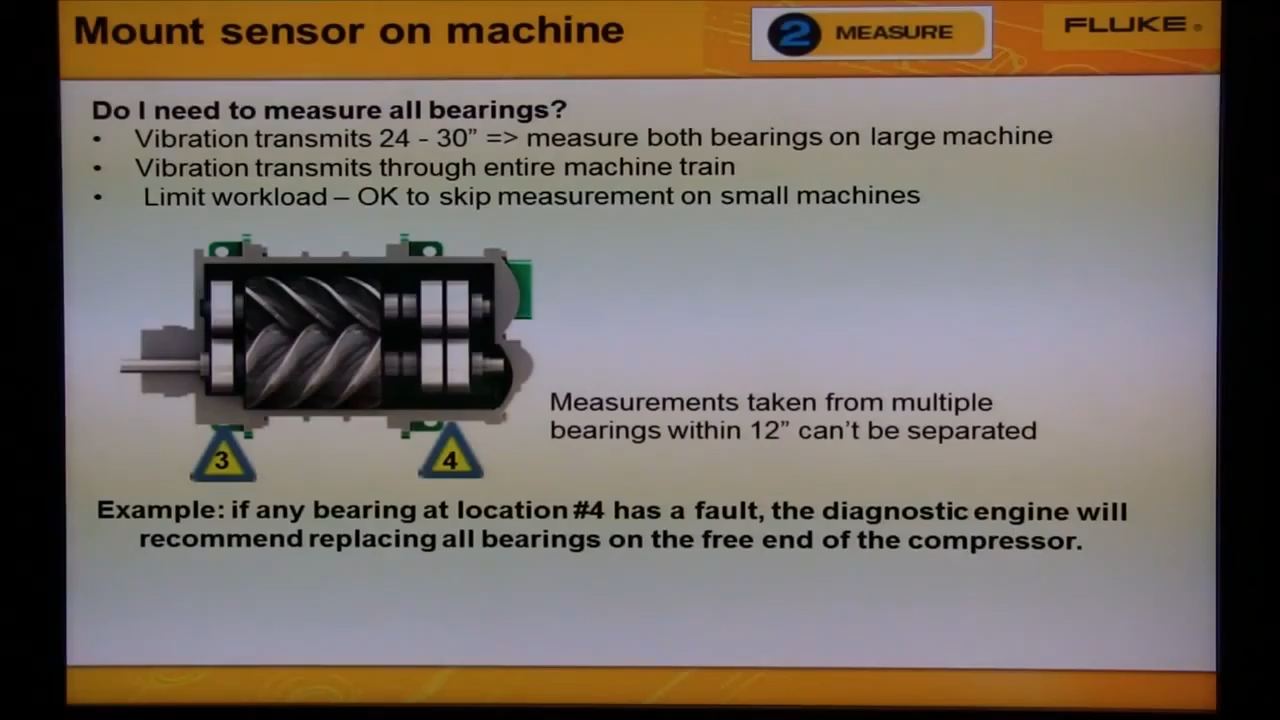 Mount sensor on machine
2 MEASURE
FLUKE®
Do I need to measure all bearings?
• Vibration transmits 24 - 30” => measure both bearings on large machine
• Vibration transmits through entire machine train
• Limit workload – OK to skip measurement on small machines
Measurements taken from multiple
bearings within 12” can’t be separated
3
4
Example: if any bearing at location #4 has a fault, the diagnostic engine will
recommend replacing all bearings on the free end of the compressor.